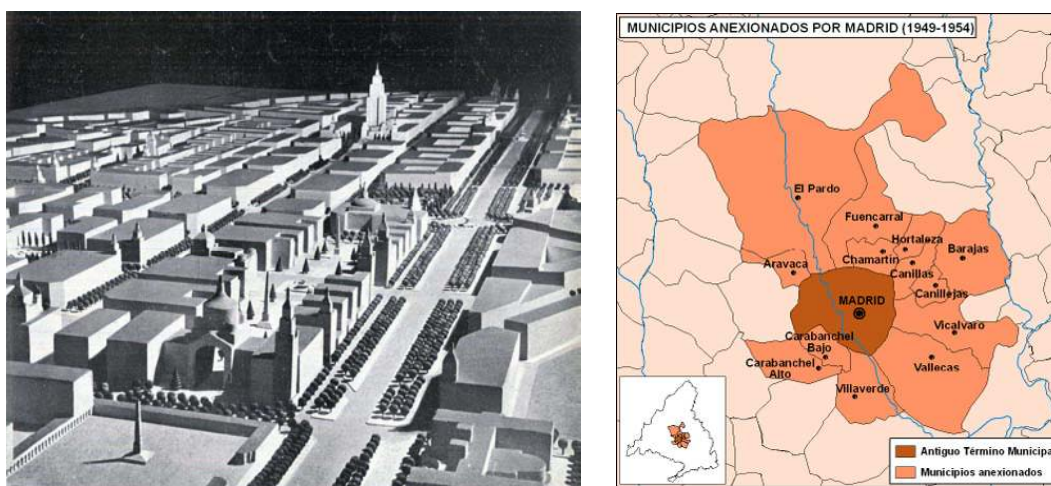 MUNICIPIOS ANEXIONADOS POR MADRID (1949-1954)
El Pardo
Fuencarral
Hortaleza
Barajas
Chamartín
Aravaca
Canillas
Canillejas
MADRID
Vicalvaro
Carabanchel
Bajo
Vallecas
Carabanchel
Alto
Villaverde
Antiguo Término Municipa
Municipios anexionados